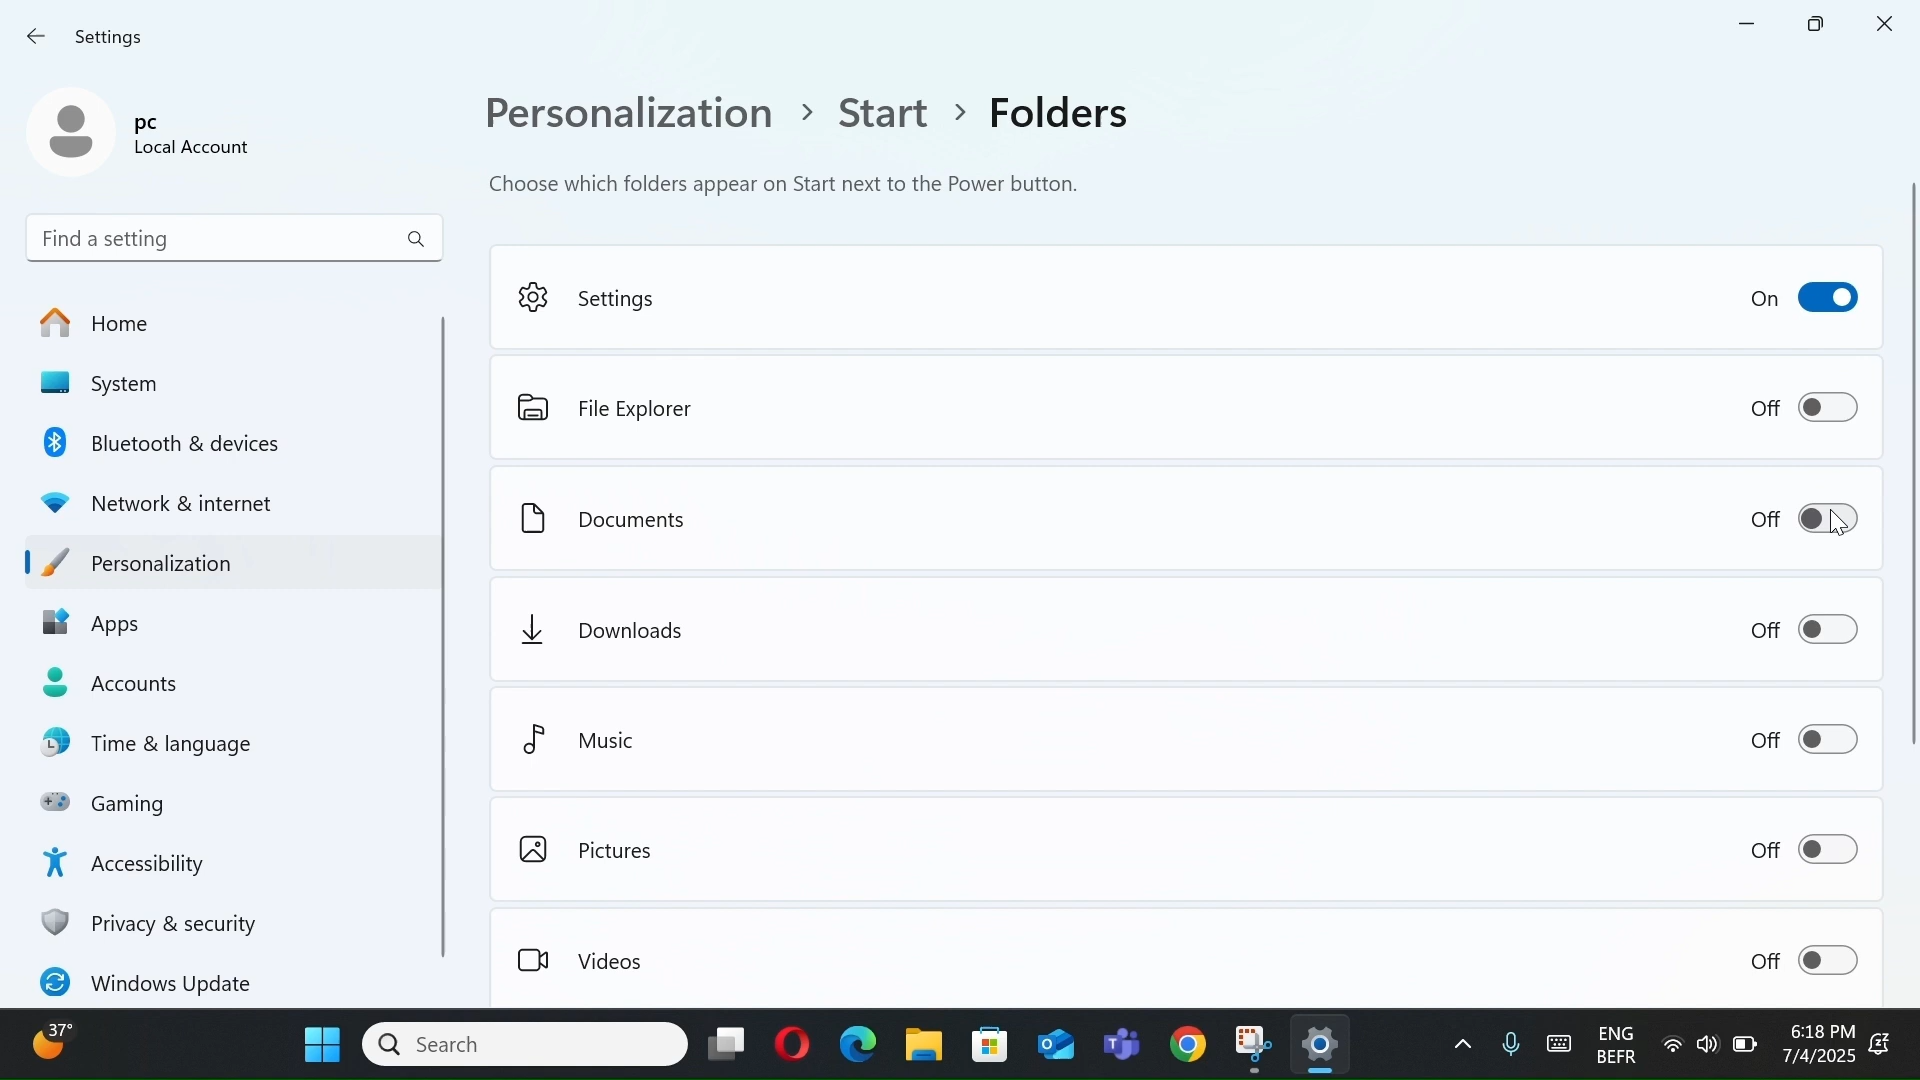 Settings
pc
Local Account
Find a setting
Home
System
Bluetooth & devices
Network & internet
Personalization
Apps
Accounts
Time & language
Gaming
Accessibility
Privacy & security
Windows Update
Personalization > Start > Folders
Choose which folders appear on Start next to the Power button.
Settings On
File Explorer Off
Documents Off
Downloads Off
Music Off
Pictures Off
Videos Off
37°
Search
ENG
BEFR
6:18 PM
7/4/2025